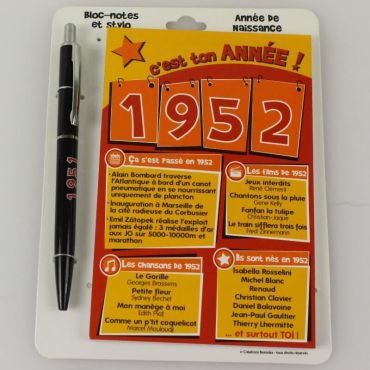 Bloc-notes
et stylo
Année de
Naissance
c'est ton ANNÉE !
1952
1951
Ça s'est passé en 1952
• Alain Bombard traverse
l'Atlantique à bord d'un canot
pneumatique en se nourrissant
uniquement de plancton
• Inauguration à Marseille de
la cité radieuse du Corbusier
• Emil Zátopek réalise l'exploit
jamais égalé : 3 médailles d'or
aux JO sur 5000-10000m et
marathon
Les films de 1952
Jeux interdits
René Clément
Chantons sous la pluie
Gene Kelly
Fanfan la tulipe
Christian-Jaque
Le train sifflera trois fois
Fred Zinnemann
Les chansons de 1952
Le Gorille
Georges Brassens
Petite fleur
Sydney Bechet
Mon manège à moi
Edith Piaf
Comme un p'tit coquelicot
Marcel Mouloudji
Ils sont nés en 1952
Isabella Rosselini
Michel Blanc
Renaud
Christian Clavier
Daniel Balavoine
Jean-Paul Gaultier
Thierry Lhermitte
... et surtout TOI !